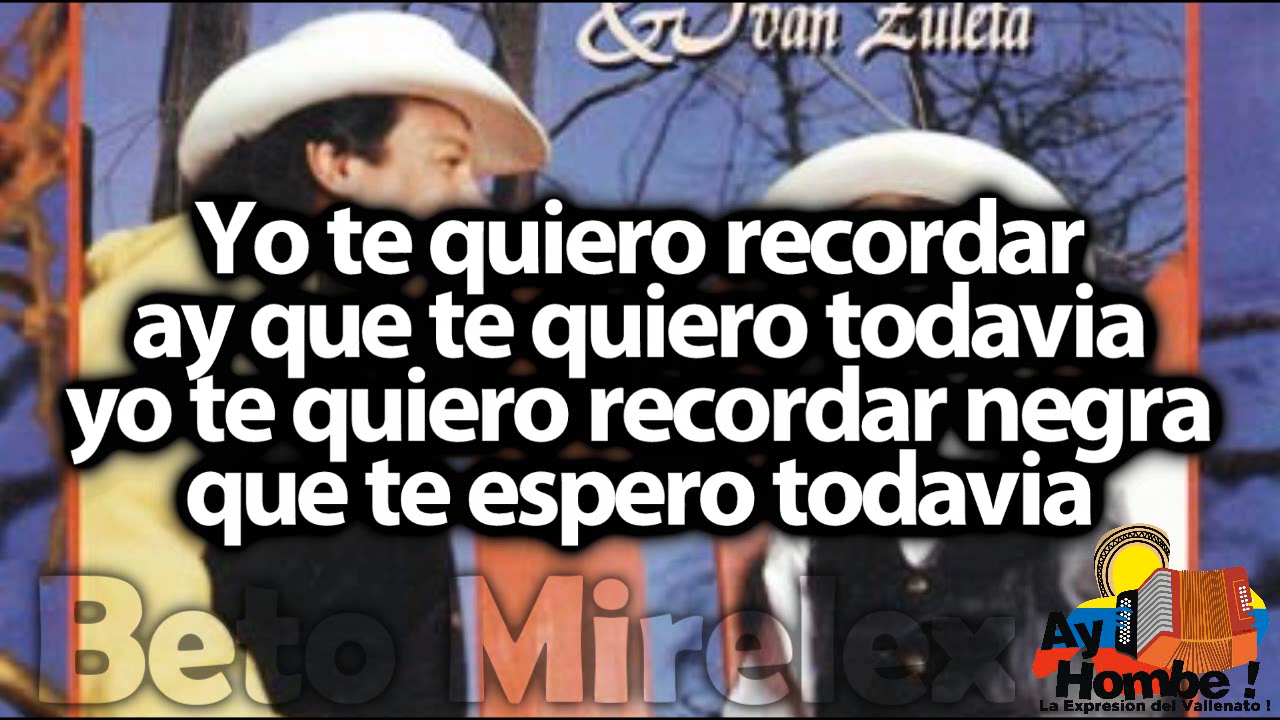 & Ivan Zuleta
Yo te quiero recordar
ay que te quiero todavia
yo te quiero recordar negra
que te espero todavia
Beto Mirelex
Ay
Hombe !
La Expresion del Vallenato !